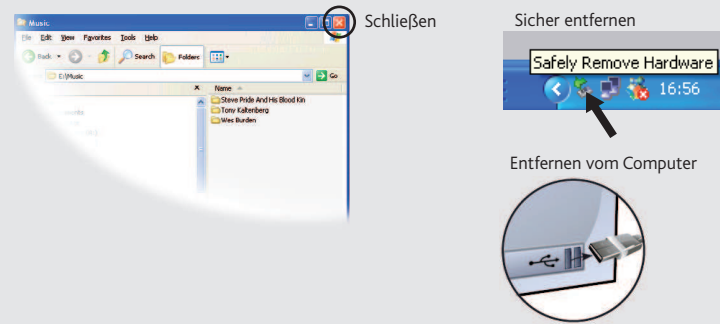 Music
File Edit View Favorites Tools Help
Back Search Folders
E:\Music Go
x Name
Steve Pride And His Blood Kin
Tony Kaltenberg
Wes Burden
Schließen
Sicher entfernen
Safely Remove Hardware
16:56
Entfernen vom Computer